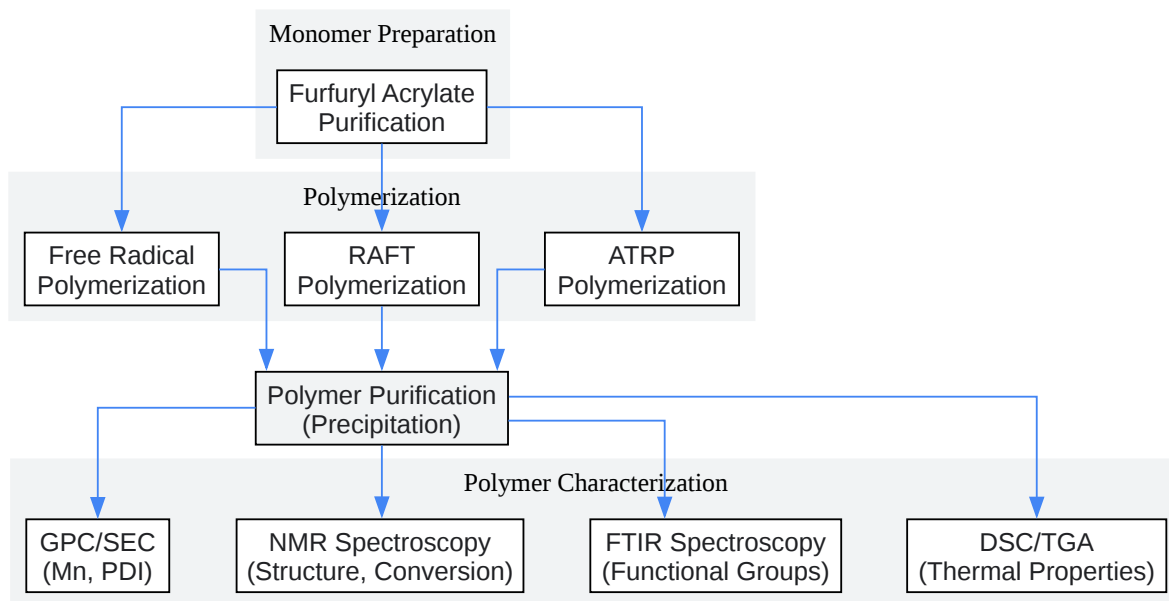 Monomer Preparation
Furfuryl Acrylate
Purification
Polymerization
Free Radical
Polymerization
RAFT
Polymerization
ATRP
Polymerization
Polymer Purification
(Precipitation)
Polymer Characterization
GPC/SEC
(Mn, PDI)
NMR Spectroscopy
(Structure, Conversion)
FTIR Spectroscopy
(Functional Groups)
DSC/TGA
(Thermal Properties)